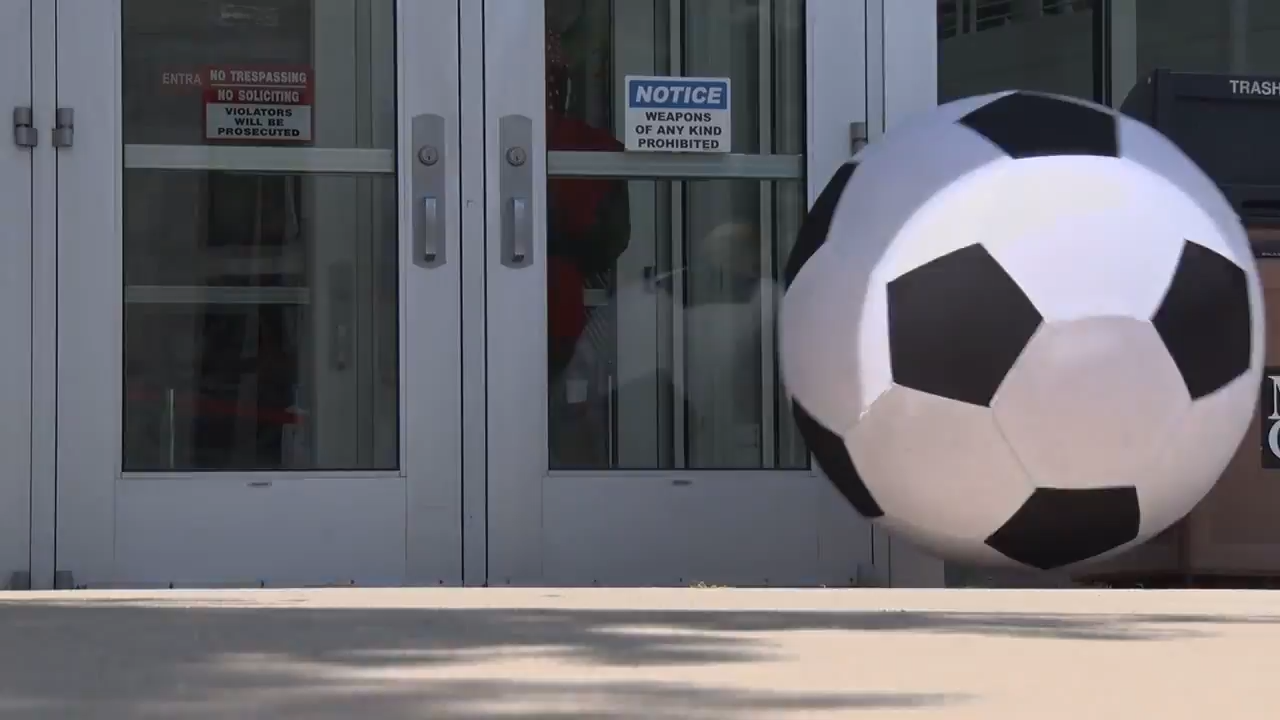 ENTRA
NO TRESPASSING
NO SOLICITING
VIOLATORS
WILL BE
PROSECUTED
NOTICE
WEAPONS
OF ANY KIND
PROHIBITED
TRASH